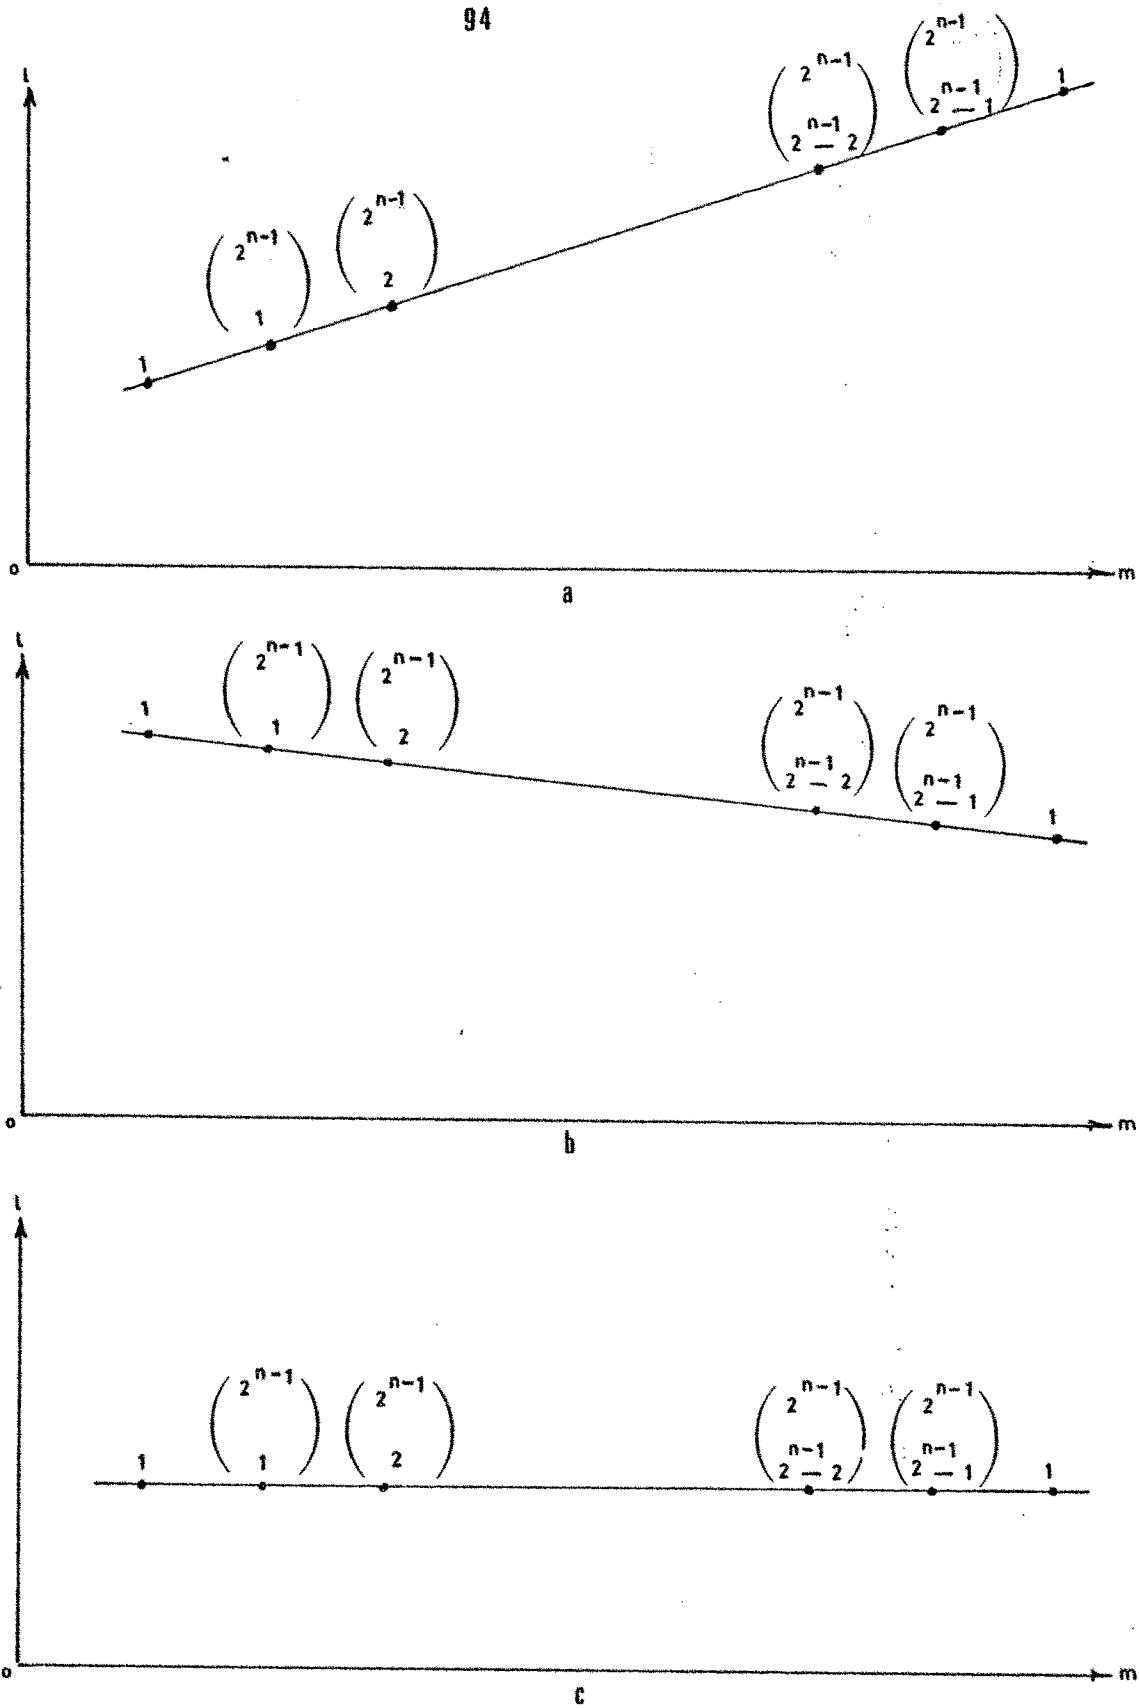 94
l
1
(2^{n-1} 1)
(2^{n-1} 2)
(2^{n-1} 2^{n-1} — 2)
(2^{n-1} 2^{n-1} — 1)
1
o
m
a
l
1
(2^{n-1} 1)
(2^{n-1} 2)
(2^{n-1} 2^{n-1} — 2)
(2^{n-1} 2^{n-1} — 1)
1
o
m
b
l
1
(2^{n-1} 1)
(2^{n-1} 2)
(2^{n-1} 2^{n-1} — 2)
(2^{n-1} 2^{n-1} — 1)
1
o
m
c